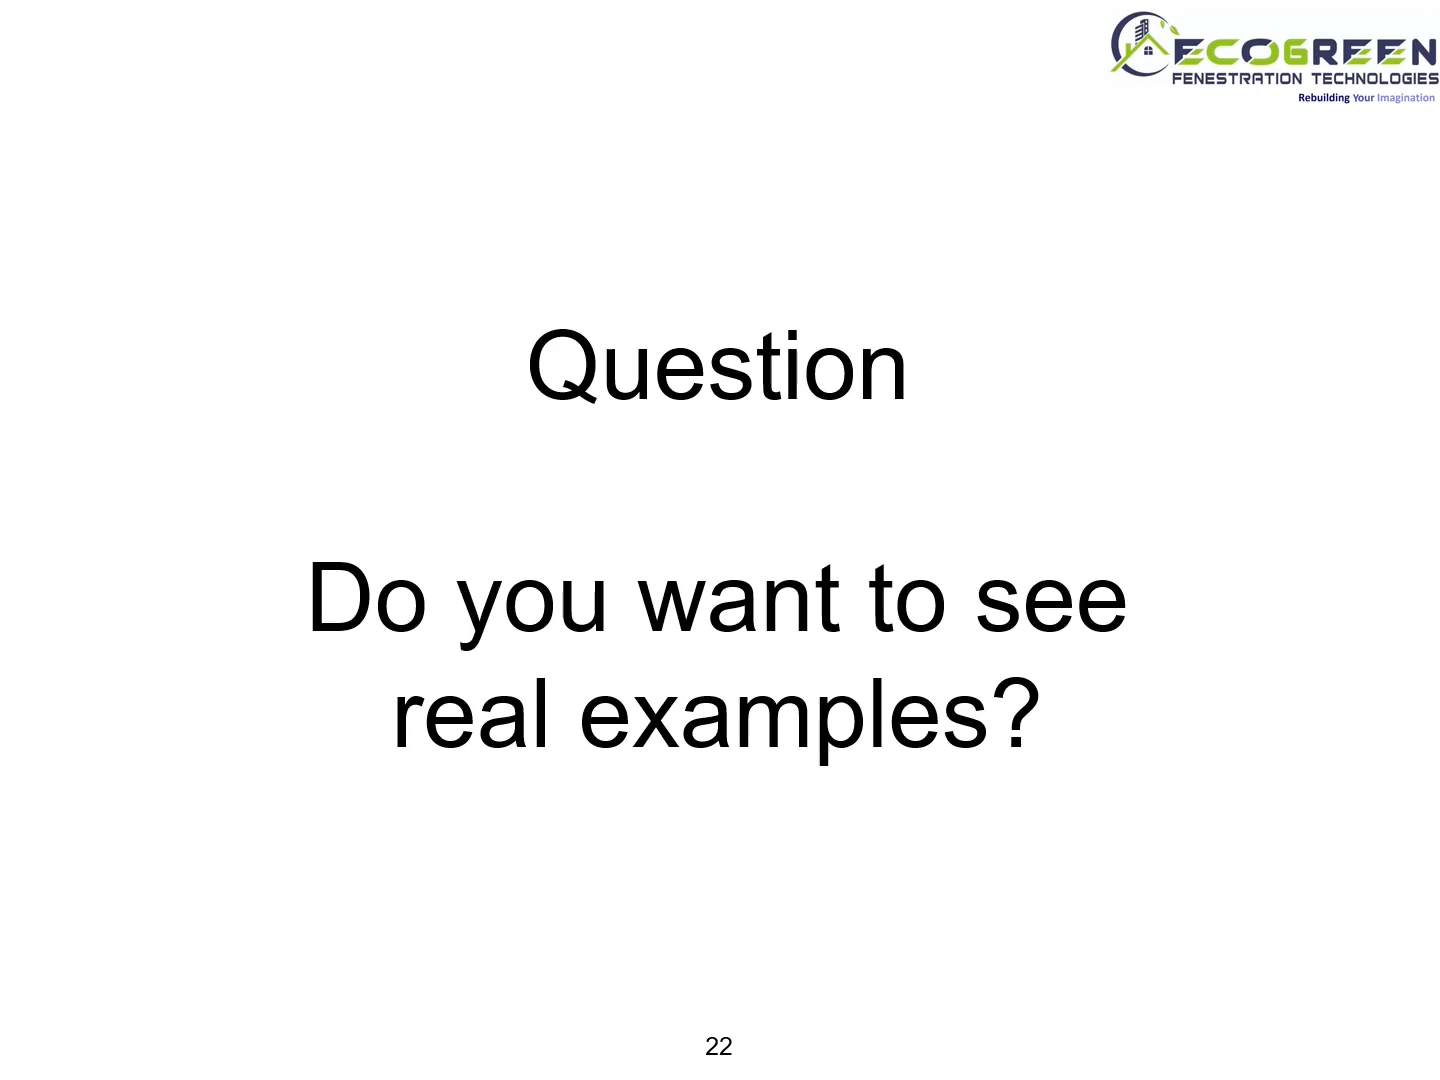 ECOGREEN
FENESTRATION TECHNOLOGIES
Rebuilding Your Imagination
Question
Do you want to see
real examples?
22